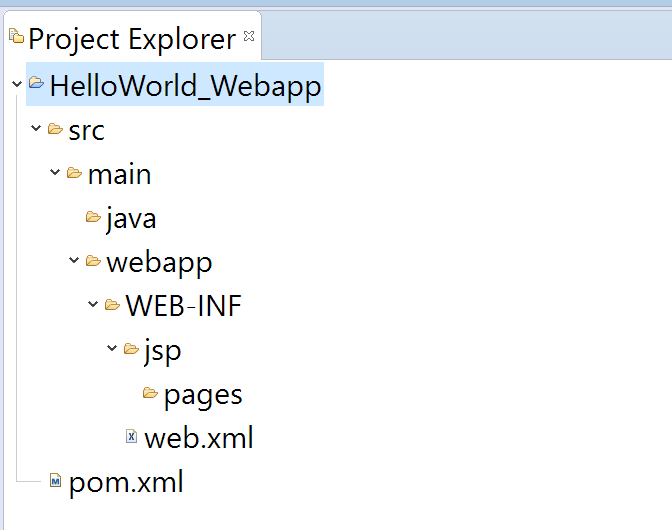 Project Explorer
HelloWorld_Webapp
src
main
java
webapp
WEB-INF
jsp
pages
web.xml
pom.xml